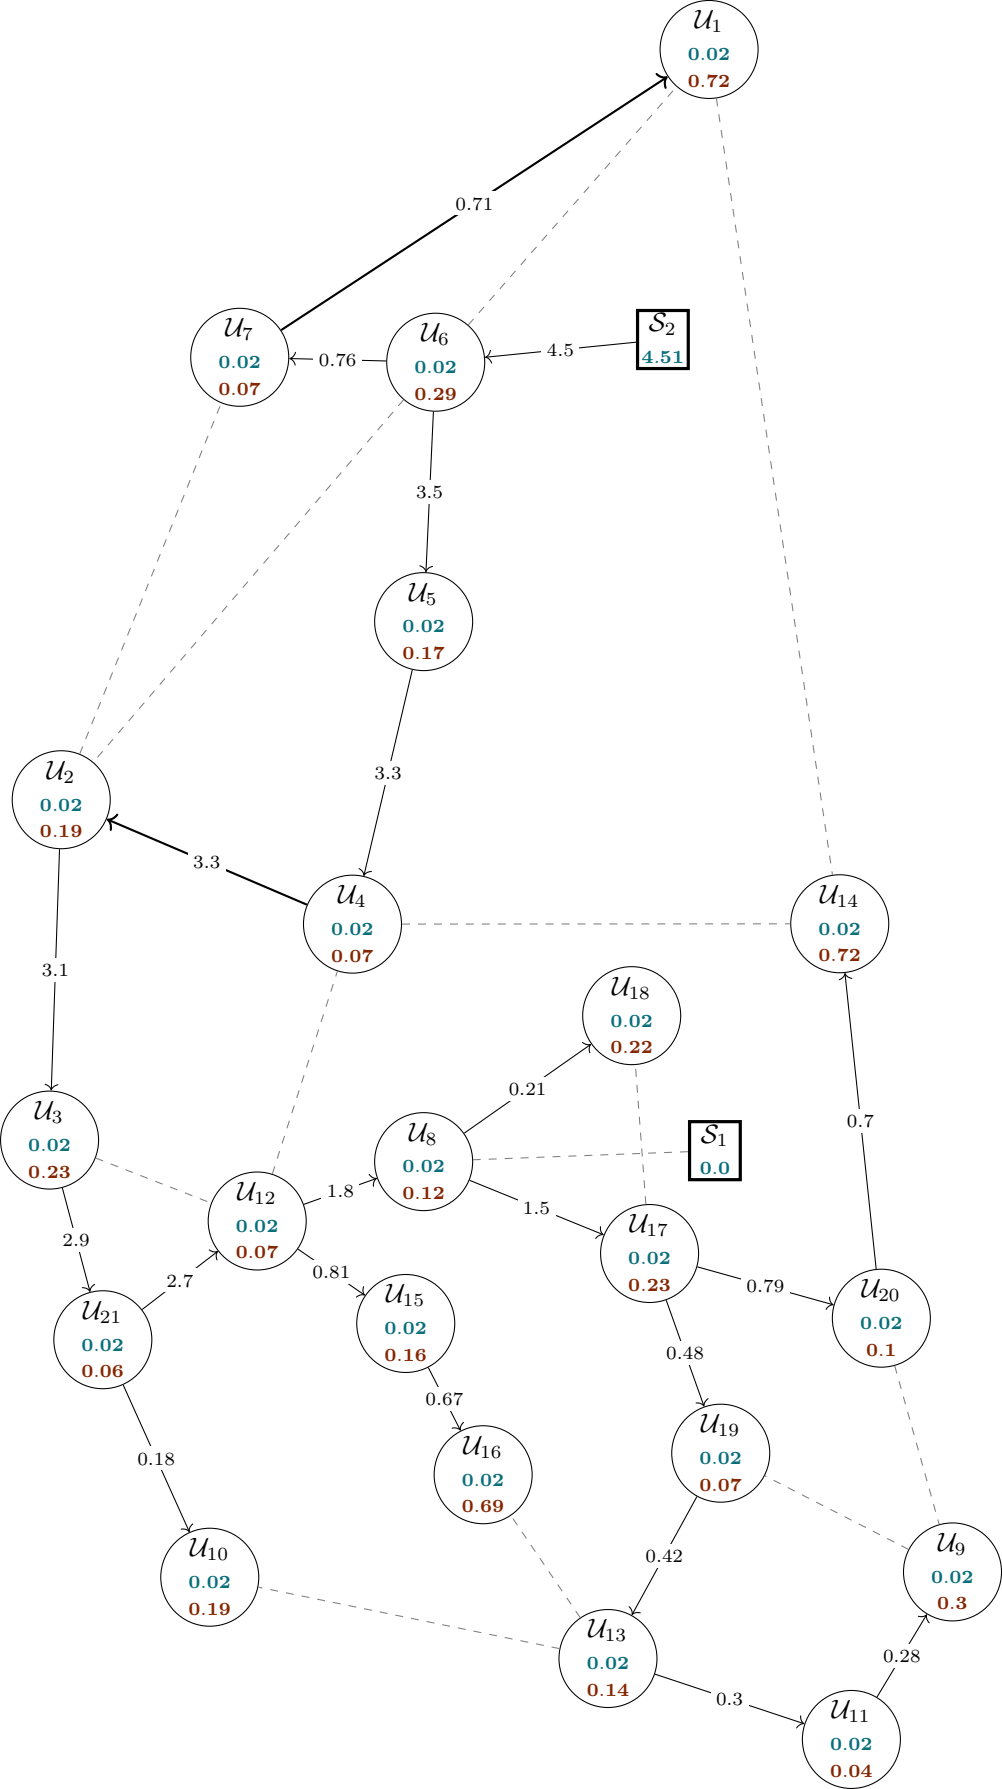 𝒰₁
0.02
0.72
0.71
𝒰₇
0.02
0.07
0.76
𝒰₆
0.02
0.29
4.5
𝒮₂
4.51
3.5
𝒰₅
0.02
0.17
3.3
𝒰₂
0.02
0.19
3.3
𝒰₄
0.02
0.07
𝒰₁₄
0.02
0.72
3.1
𝒰₁₈
0.02
0.22
0.21
0.7
𝒰₃
0.02
0.23
𝒰₈
0.02
0.12
𝒮₁
0.0
𝒰₁₂
0.02
0.07
1.8
1.5
2.9
2.7
0.81
𝒰₁₇
0.02
0.23
0.79
𝒰₂₀
0.02
0.1
𝒰₂₁
0.02
0.06
𝒰₁₅
0.02
0.16
0.48
0.67
0.18
𝒰₁₆
0.02
0.69
𝒰₁₉
0.02
0.07
0.42
𝒰₁₀
0.02
0.19
𝒰₉
0.02
0.3
𝒰₁₃
0.02
0.14
0.28
0.3
𝒰₁₁
0.02
0.04